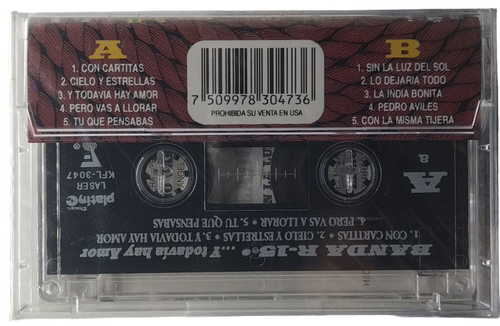 A
1. CON CARTITAS
2. CIELO Y ESTRELLAS
3. Y TODAVIA HAY AMOR
4. PERO VAS A LLORAR
5. TU QUE PENSABAS
7 509978 304736
PROHIBIDA SU VENTA EN USA
B
1. SIN LA LUZ DEL SOL
2. LO DEJARIA TODO
3. LA INDIA BONITA
4. PEDRO AVILES
5. CON LA MISMA TIJERA
BANDA R-15. • ...Y todavía hay Amor
1. CON CARTITAS • 2. CIELO Y ESTRELLAS • 3. Y TODAVIA HAY AMOR
4. PERO VAS A LLORAR • 5. TU QUE PENSABAS
A
platino
LASER
KFL-3047